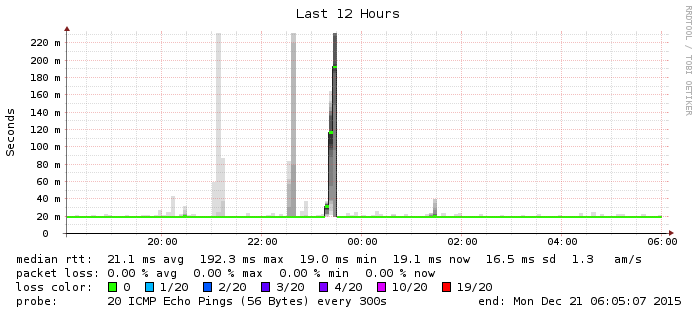 Last 12 Hours
RRDTOOL / TOBI OETIKER
Seconds
220 m
200 m
180 m
160 m
140 m
120 m
100 m
80 m
60 m
40 m
20 m
0
20:00 22:00 00:00 02:00 04:00 06:00
median rtt: 21.1 ms avg 192.3 ms max 19.0 ms min 19.1 ms now 16.5 ms sd 1.3 am/s
packet loss: 0.00 % avg 0.00 % max 0.00 % min 0.00 % now
loss color: 0 1/20 2/20 3/20 4/20 10/20 19/20
probe: 20 ICMP Echo Pings (56 Bytes) every 300s end: Mon Dec 21 06:05:07 2015